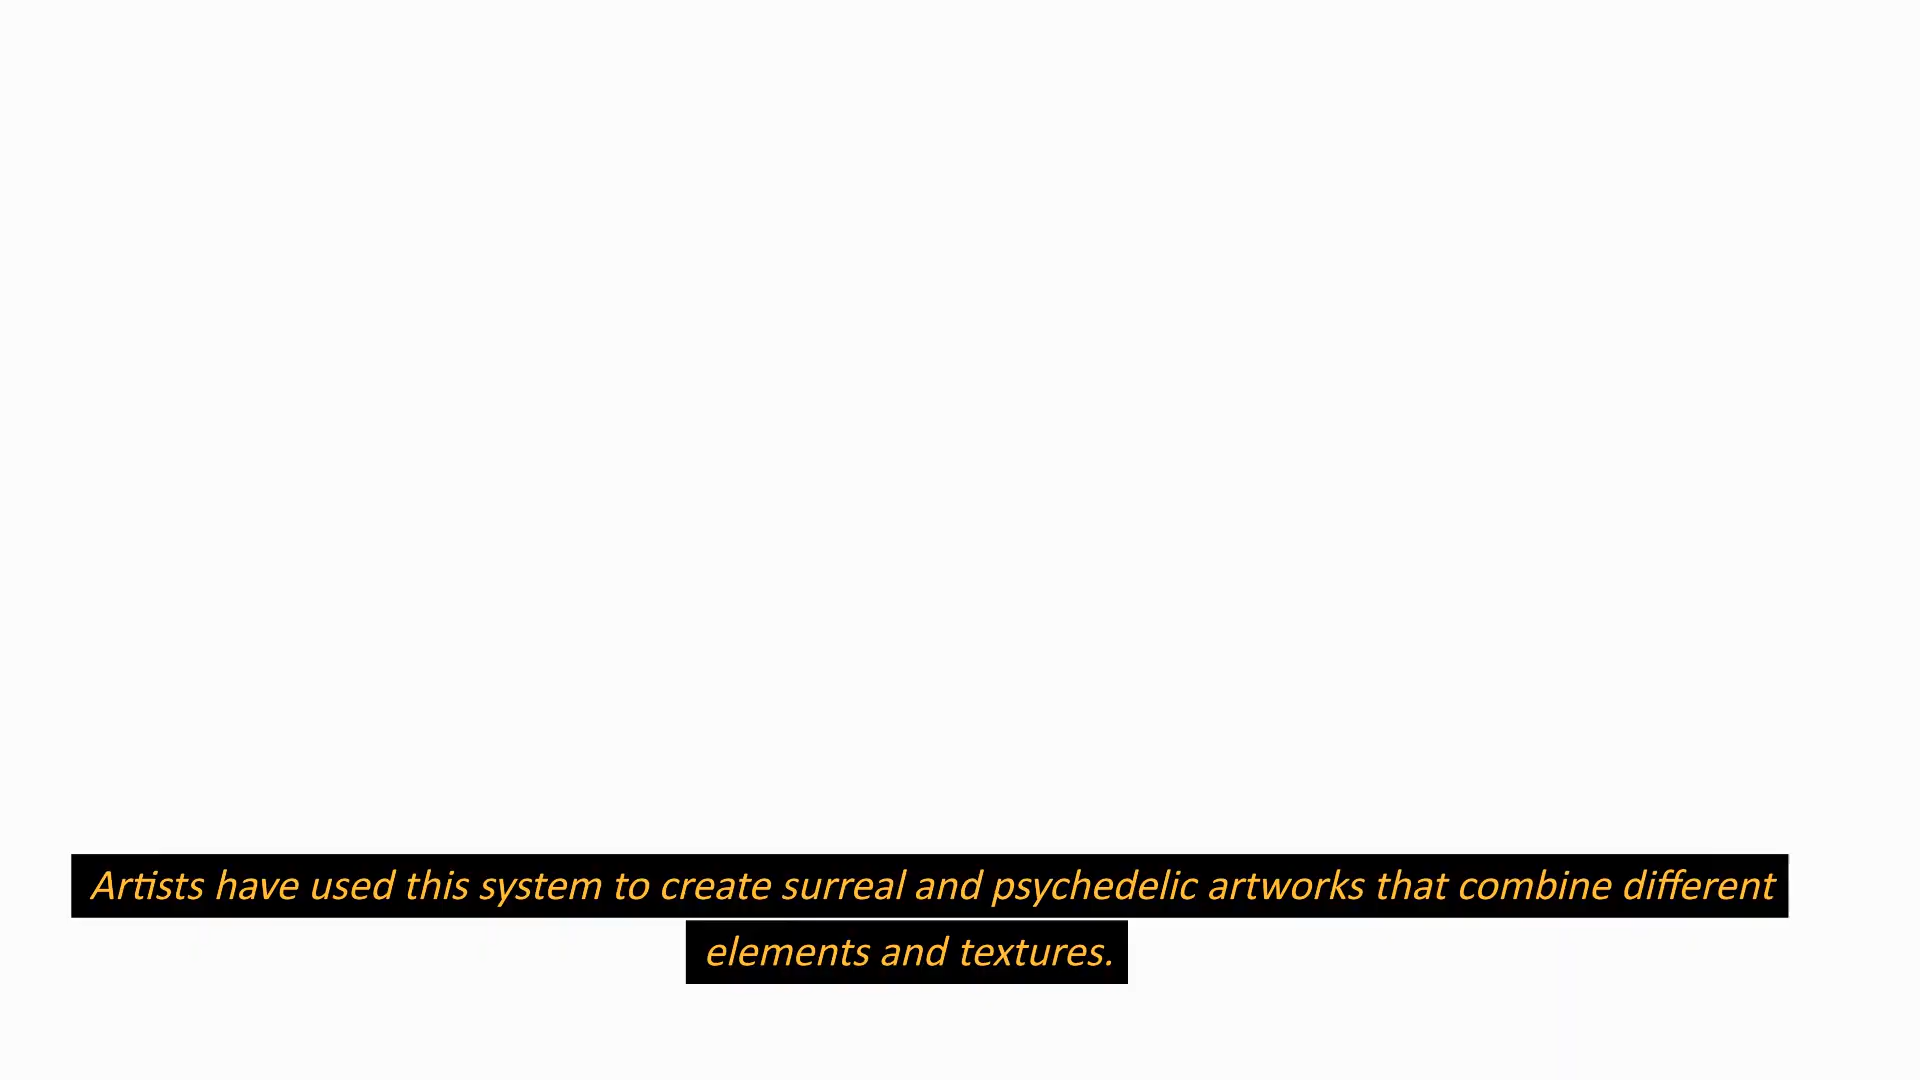 Artists have used this system to create surreal and psychedelic artworks that combine different
elements and textures.